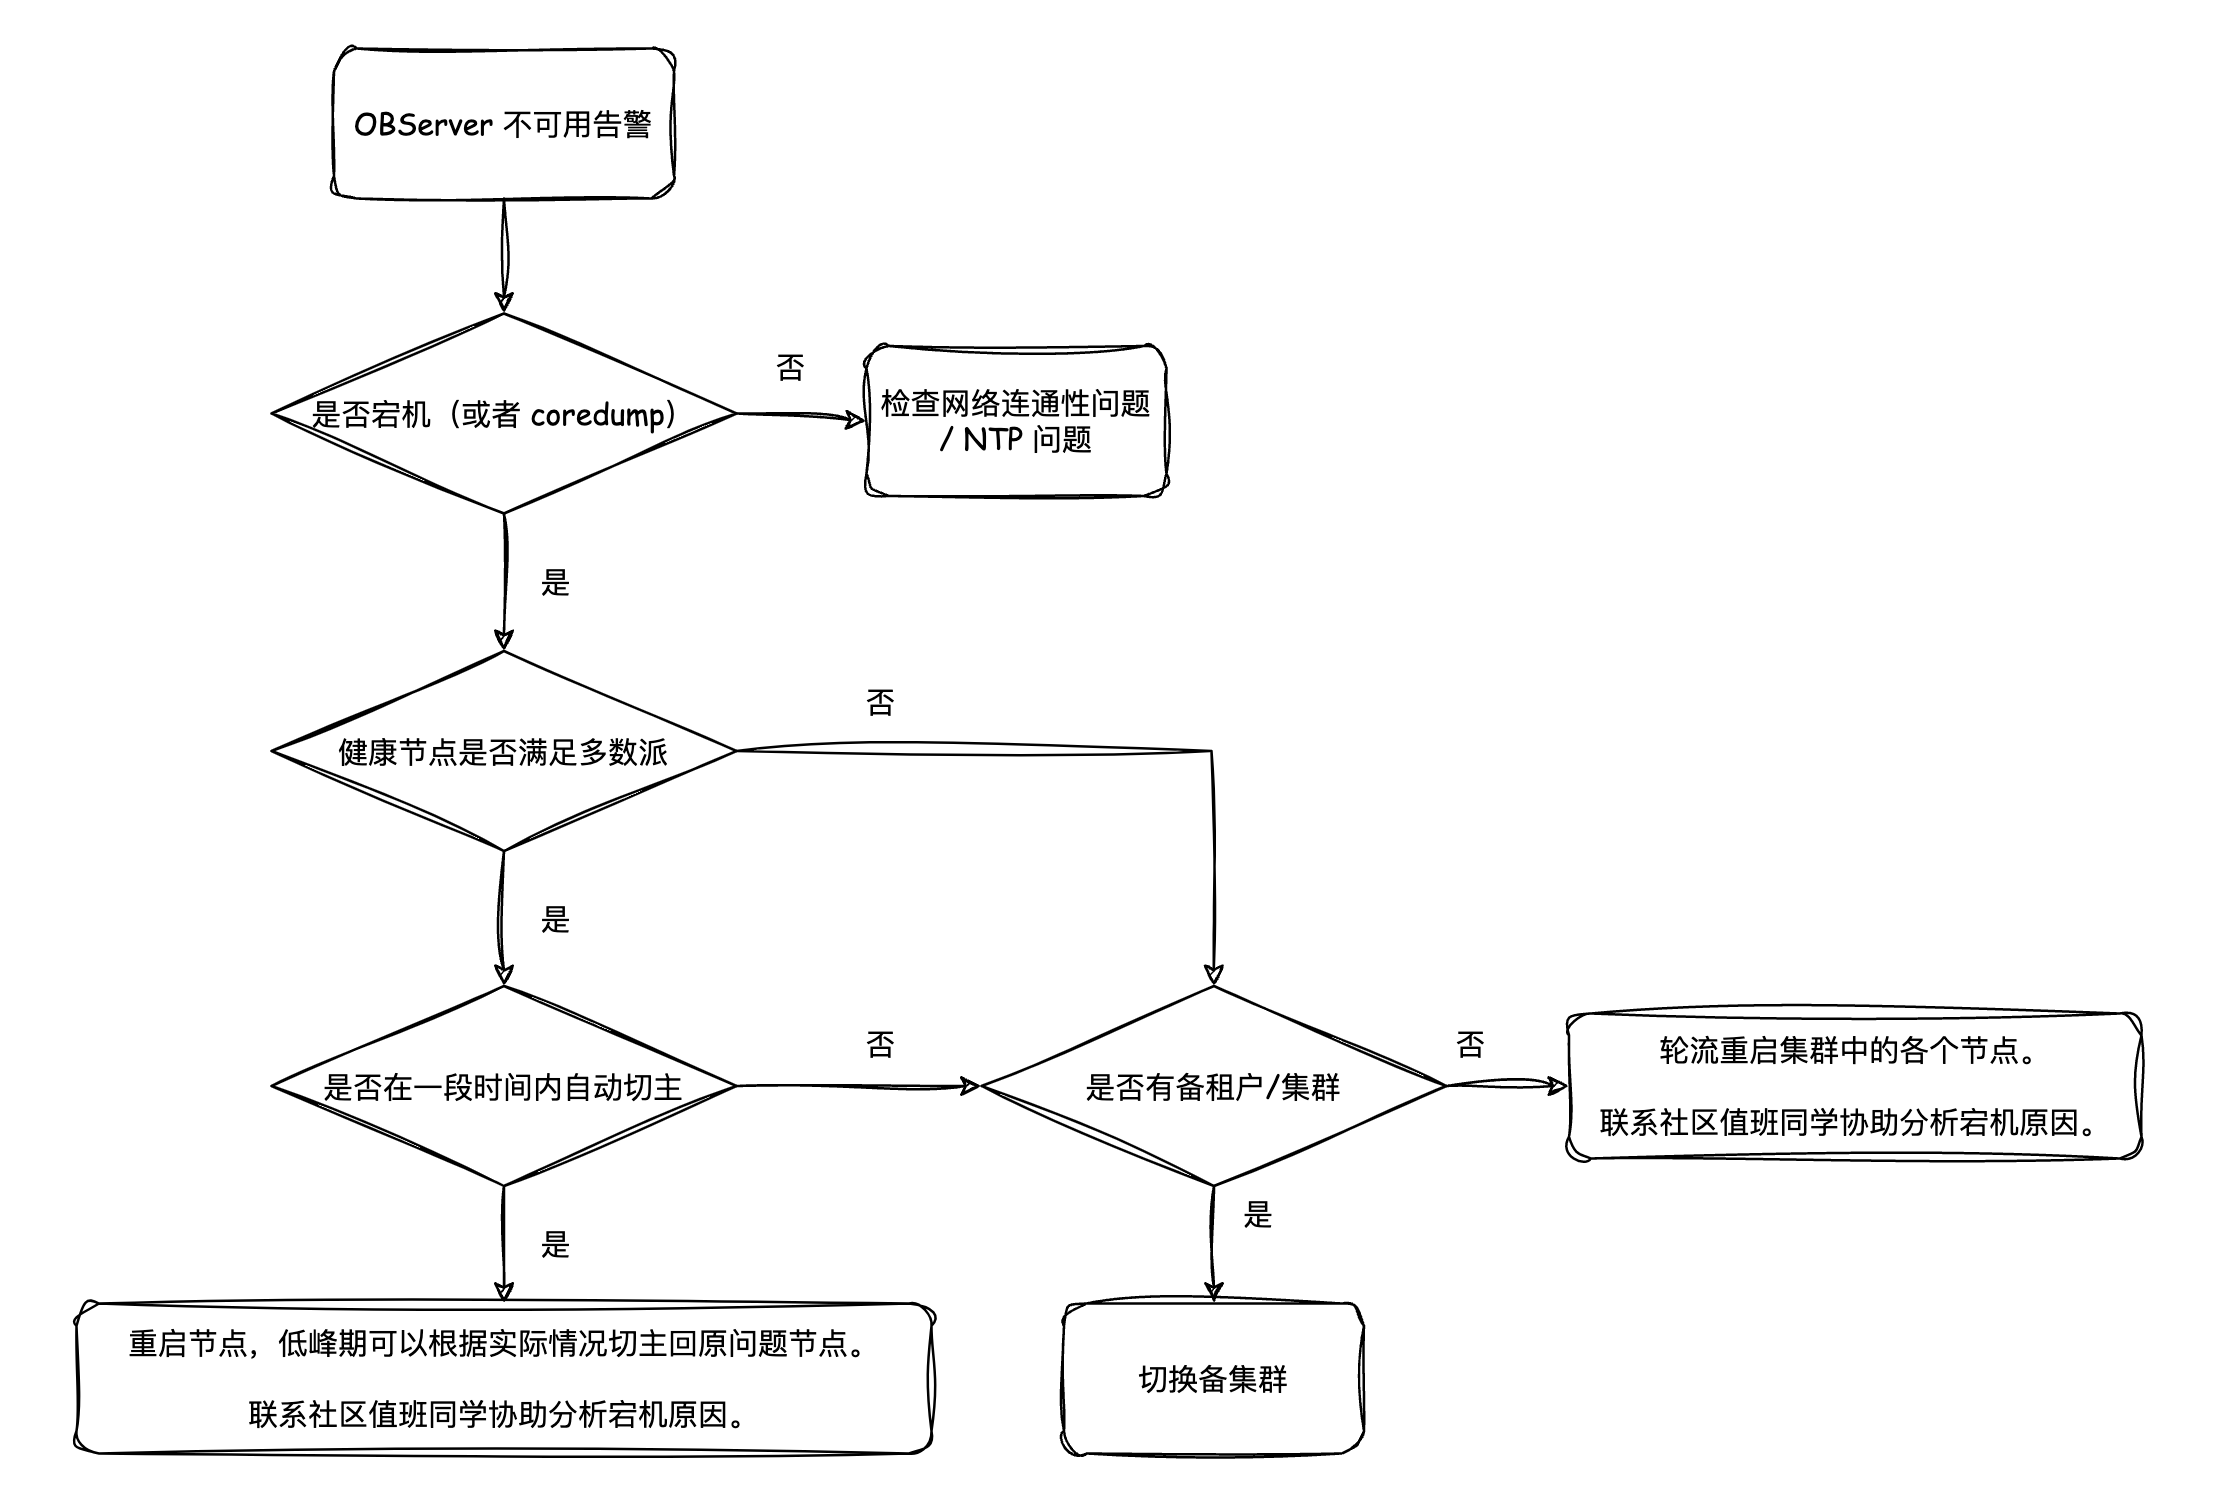 OBServer 不可用告警
是否宕机（或者 coredump）
否
检查网络连通性问题
/ NTP 问题
是
健康节点是否满足多数派
否
是
是否在一段时间内自动切主
否
是否有备租户/集群
否
轮流重启集群中的各个节点。
联系社区值班同学协助分析宕机原因。
是
是
重启节点，低峰期可以根据实际情况切主回原问题节点。
联系社区值班同学协助分析宕机原因。
切换备集群